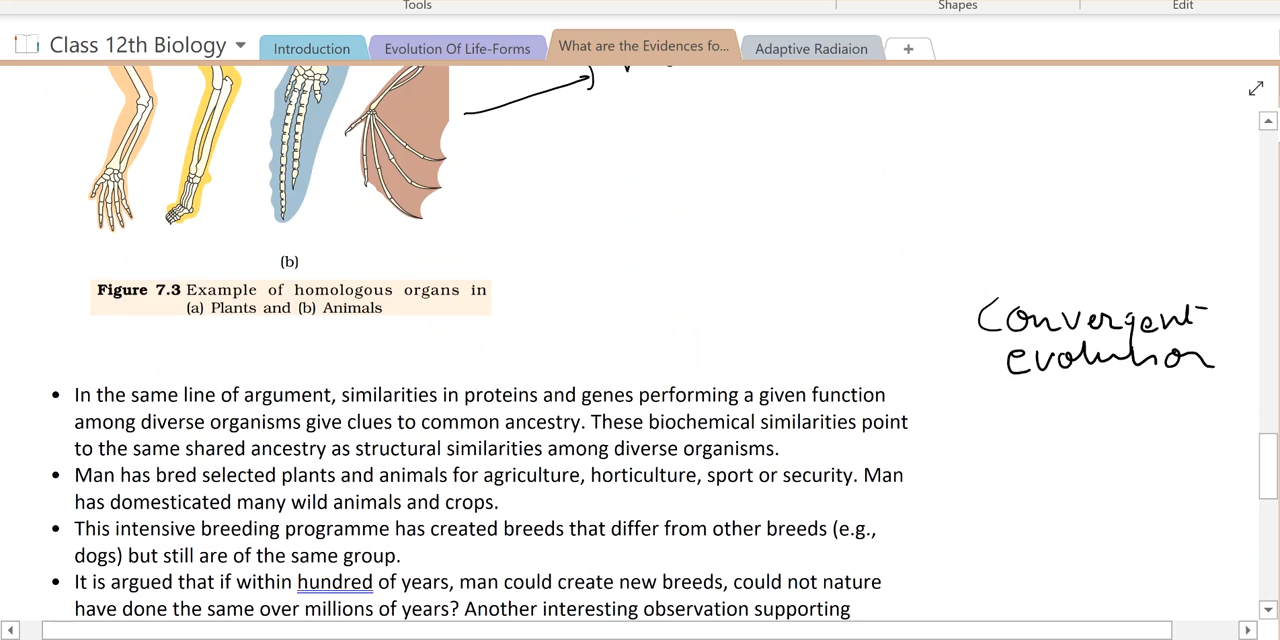 Tools Shapes Edit
Class 12th Biology Introduction Evolution Of Life-Forms What are the Evidences fo... Adaptive Radiaion +
(b)
Figure 7.3 Example of homologous organs in
(a) Plants and (b) Animals
Convergent
evolution
• In the same line of argument, similarities in proteins and genes performing a given function
among diverse organisms give clues to common ancestry. These biochemical similarities point
to the same shared ancestry as structural similarities among diverse organisms.
• Man has bred selected plants and animals for agriculture, horticulture, sport or security. Man
has domesticated many wild animals and crops.
• This intensive breeding programme has created breeds that differ from other breeds (e.g.,
dogs) but still are of the same group.
• It is argued that if within hundred of years, man could create new breeds, could not nature
have done the same over millions of years? Another interesting observation supporting